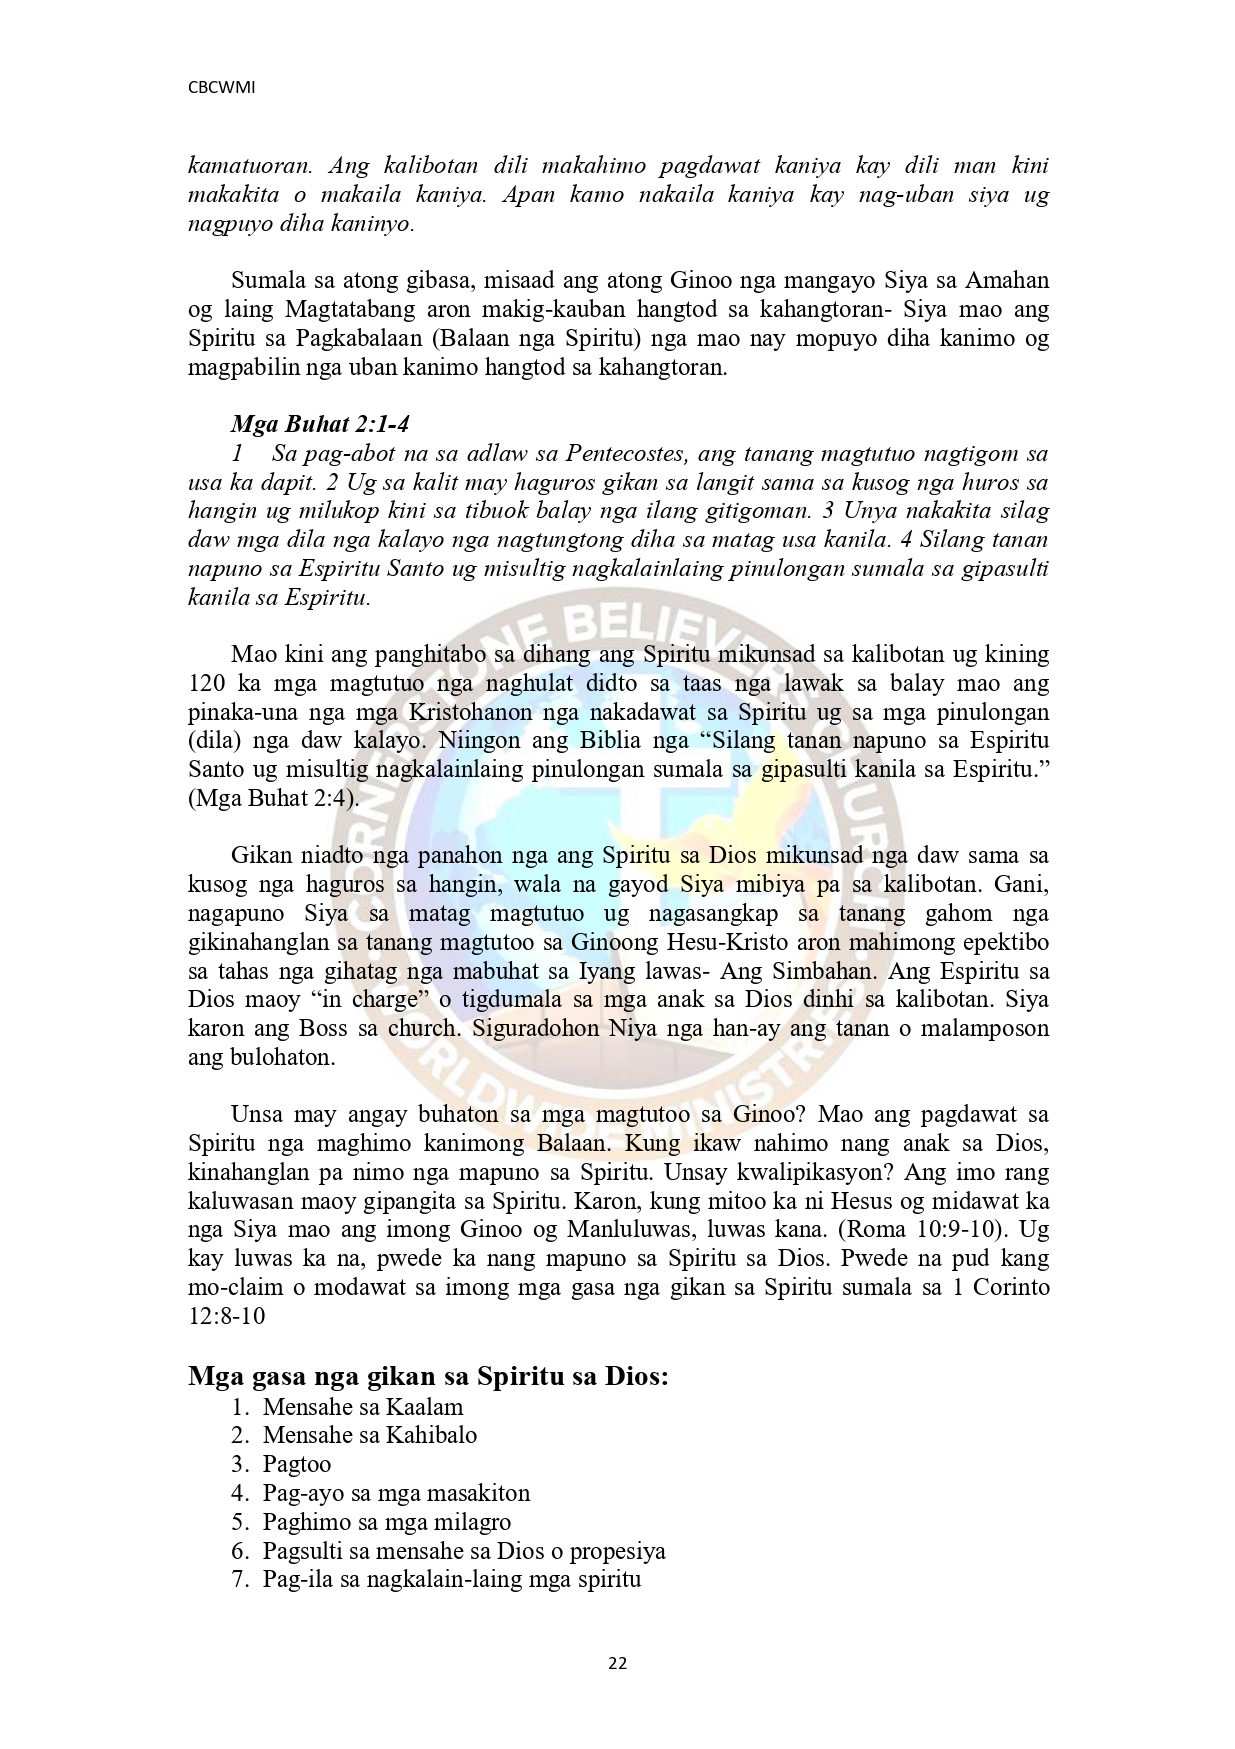 CBCWMI
kamatuoran. Ang kalibotan dili makahimo pagdawat kaniya kay dili man kini
makakita o makaila kaniya. Apan kamo nakaila kaniya kay nag-uban siya ug
nagpuyo diha kaninyo.
Sumala sa atong gibasa, misaad ang atong Ginoo nga mangayo Siya sa Amahan
og laing Magtatabang aron makig-kauban hangtod sa kahangtoran- Siya mao ang
Spiritu sa Pagkabalaan (Balaan nga Spiritu) nga mao nay mopuyo diha kanimo og
magpabilin nga uban kanimo hangtod sa kahangtoran.
Mga Buhat 2:1-4
1 Sa pag-abot na sa adlaw sa Pentecostes, ang tanang magtutuo nagtigom sa
usa ka dapit. 2 Ug sa kalit may haguros gikan sa langit sama sa kusog nga huros sa
hangin ug milukop kini sa tibuok balay nga ilang gitigoman. 3 Unya nakakita silag
daw mga dila nga kalayo nga nagtungtong diha sa matag usa kanila. 4 Silang tanan
napuno sa Espiritu Santo ug misultig nagkalainlaing pinulongan sumala sa gipasulti
kanila sa Espiritu.
Mao kini ang panghitabo sa dihang ang Spiritu mikunsad sa kalibotan ug kining
120 ka mga magtutuo nga naghulat didto sa taas nga lawak sa balay mao ang
pinaka-una nga mga Kristohanon nga nakadawat sa Spiritu ug sa mga pinulongan
(dila) nga daw kalayo. Niingon ang Biblia nga “Silang tanan napuno sa Espiritu
Santo ug misultig nagkalainlaing pinulongan sumala sa gipasulti kanila sa Espiritu.”
(Mga Buhat 2:4).
Gikan niadto nga panahon nga ang Spiritu sa Dios mikunsad nga daw sama sa
kusog nga haguros sa hangin, wala na gayod Siya mibiya pa sa kalibotan. Gani,
nagapuno Siya sa matag magtutuo ug nagasangkap sa tanang gahom nga
gikinahanglan sa tanang magtutoo sa Ginoong Hesu-Kristo aron mahimong epektibo
sa tahas nga gihatag nga mabuhat sa Iyang lawas- Ang Simbahan. Ang Espiritu sa
Dios maoy “in charge” o tigdumala sa mga anak sa Dios dinhi sa kalibotan. Siya
karon ang Boss sa church. Siguradohon Niya nga han-ay ang tanan o malamposon
ang bulohaton.
Unsa may angay buhaton sa mga magtutoo sa Ginoo? Mao ang pagdawat sa
Spiritu nga maghimo kanimong Balaan. Kung ikaw nahimo nang anak sa Dios,
kinahanglan pa nimo nga mapuno sa Spiritu. Unsay kwalipikasyon? Ang imo rang
kaluwasan maoy gipangita sa Spiritu. Karon, kung mitoo ka ni Hesus og midawat ka
nga Siya mao ang imong Ginoo og Manluluwas, luwas kana. (Roma 10:9-10). Ug
kay luwas ka na, pwede ka nang mapuno sa Spiritu sa Dios. Pwede na pud kang
mo-claim o modawat sa imong mga gasa nga gikan sa Spiritu sumala sa 1 Corinto
12:8-10
Mga gasa nga gikan sa Spiritu sa Dios:
1. Mensahe sa Kaalam
2. Mensahe sa Kahibalo
3. Pagtoo
4. Pag-ayo sa mga masakiton
5. Paghimo sa mga milagro
6. Pagsulti sa mensahe sa Dios o propesiya
7. Pag-ila sa nagkalain-laing mga spiritu
22
CORNERSTONE BELIEVERS CHURCH
WORLDWIDE MINISTRIES